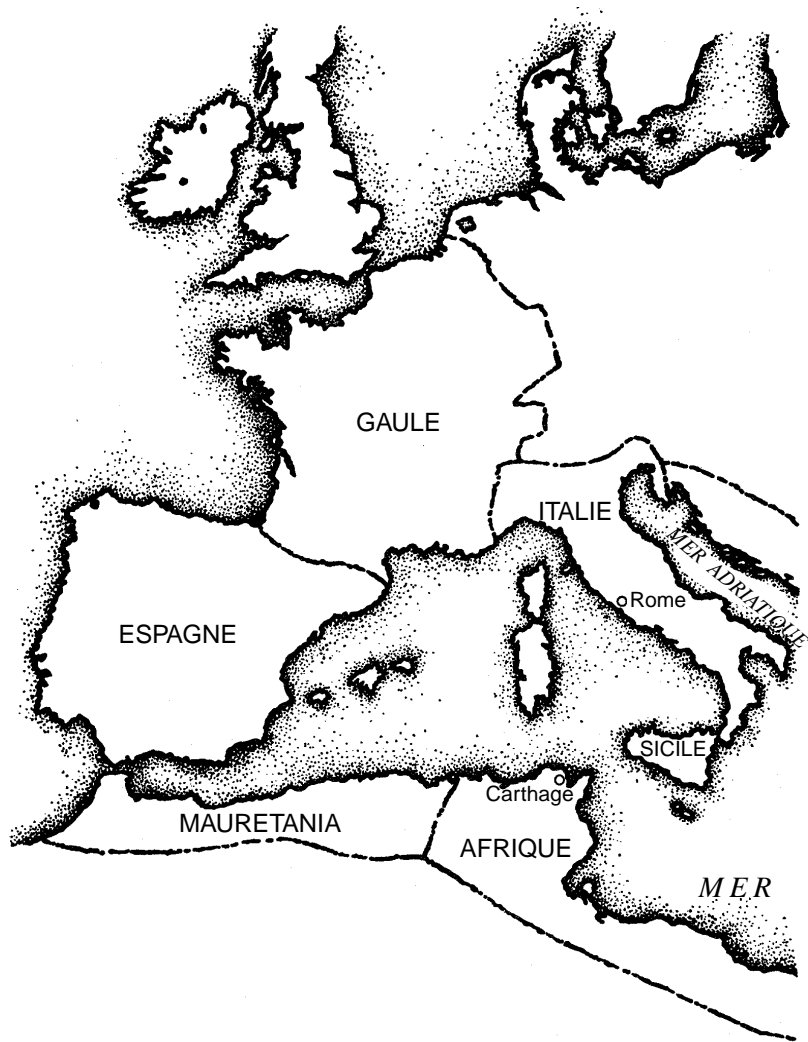 GAULE
ITALIE
MER ADRIATIQUE
Rome
ESPAGNE
SICILE
Carthage
MAURETANIA
AFRIQUE
MER